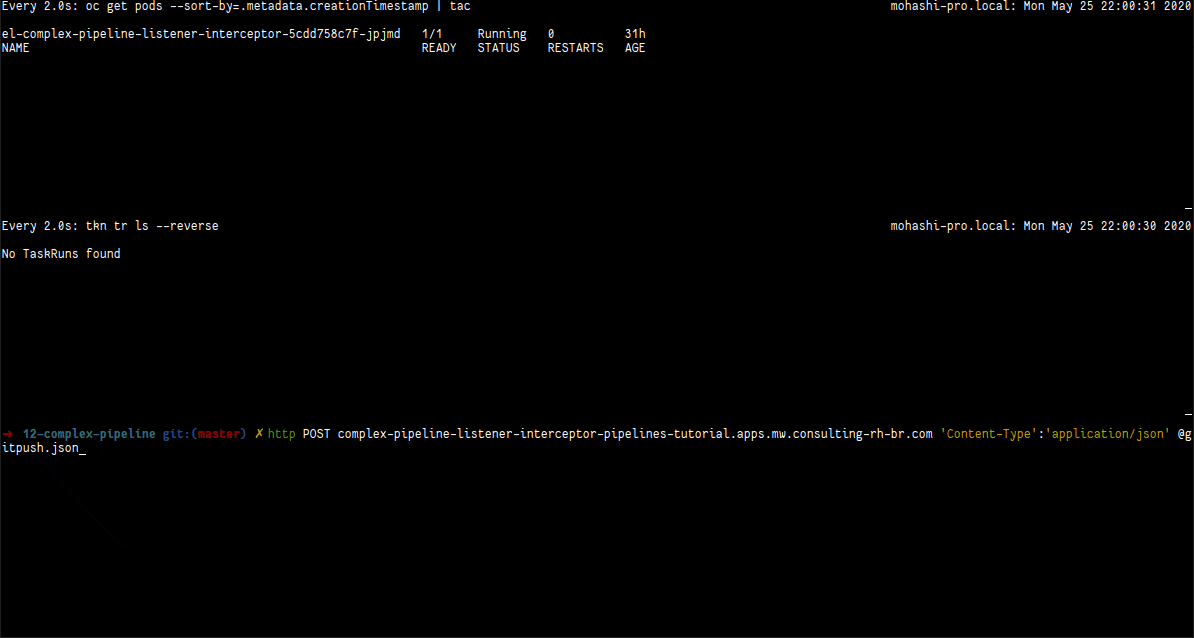 Every 2.0s: oc get pods --sort-by=.metadata.creationTimestamp | tac mohashi-pro.local: Mon May 25 22:00:31 2020
el-complex-pipeline-listener-interceptor-5cdd758c7f-jpjmd 1/1 Running 0 31h
NAME READY STATUS RESTARTS AGE
Every 2.0s: tkn tr ls --reverse mohashi-pro.local: Mon May 25 22:00:30 2020
No TaskRuns found
➜ 12-complex-pipeline git:(master) ✗ http POST complex-pipeline-listener-interceptor-pipelines-tutorial.apps.mw.consulting-rh-br.com 'Content-Type':'application/json' @g
itpush.json_